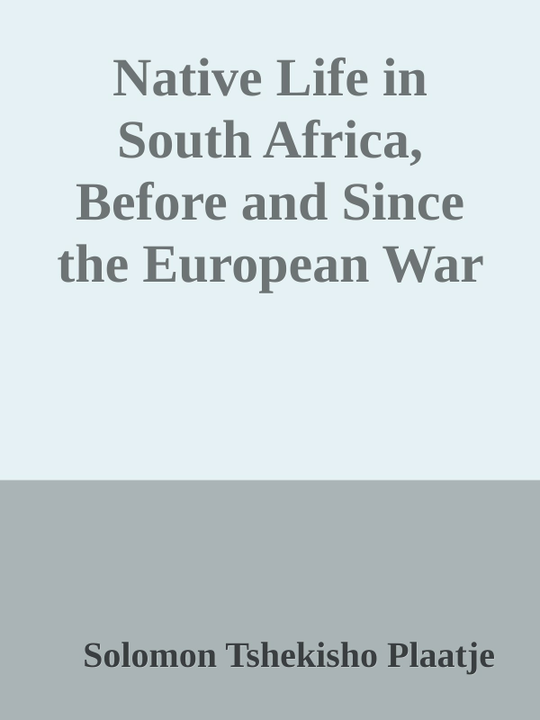 Native Life in
South Africa,
Before and Since
the European War
Solomon Tshekisho Plaatje